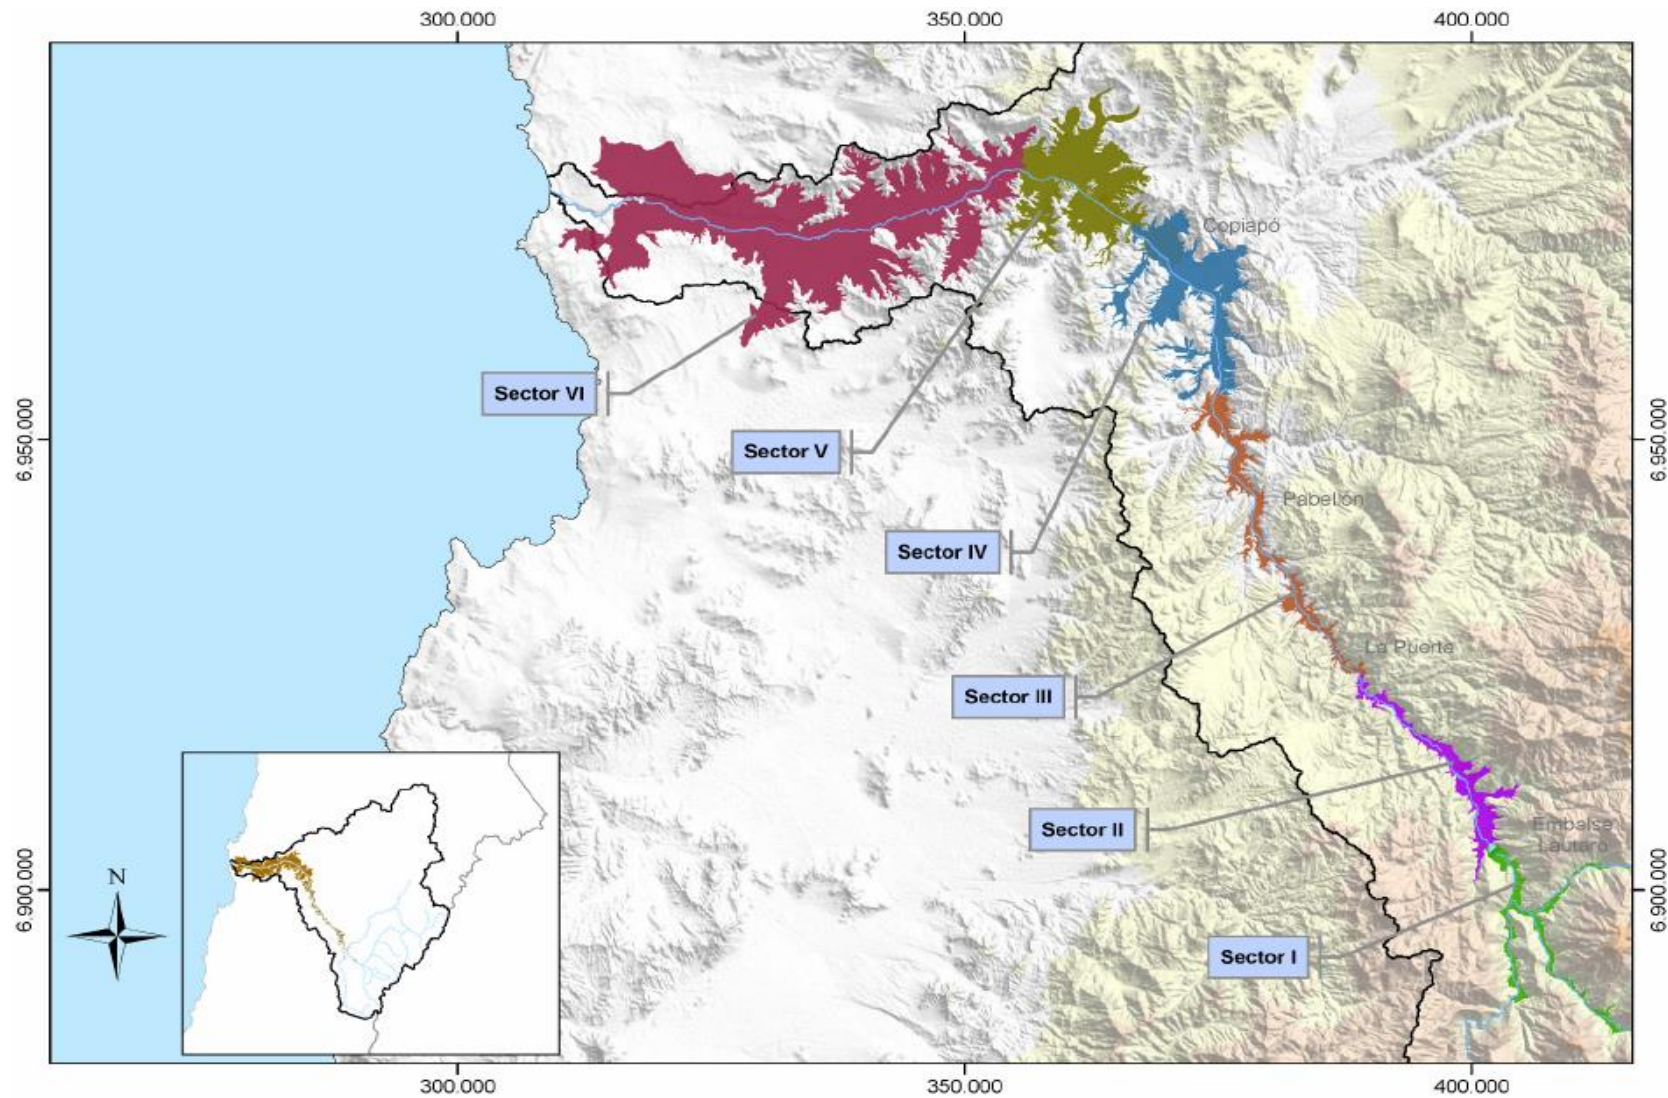 300.000
350.000
400.000
Copiapó
Sector VI
6.950.000
6.950.000
Sector V
Pabellón
Sector IV
La Puerta
Sector III
Embalse
Lautaro
Sector II
N
6.900.000
6.900.000
Sector I
300.000
350.000
400.000